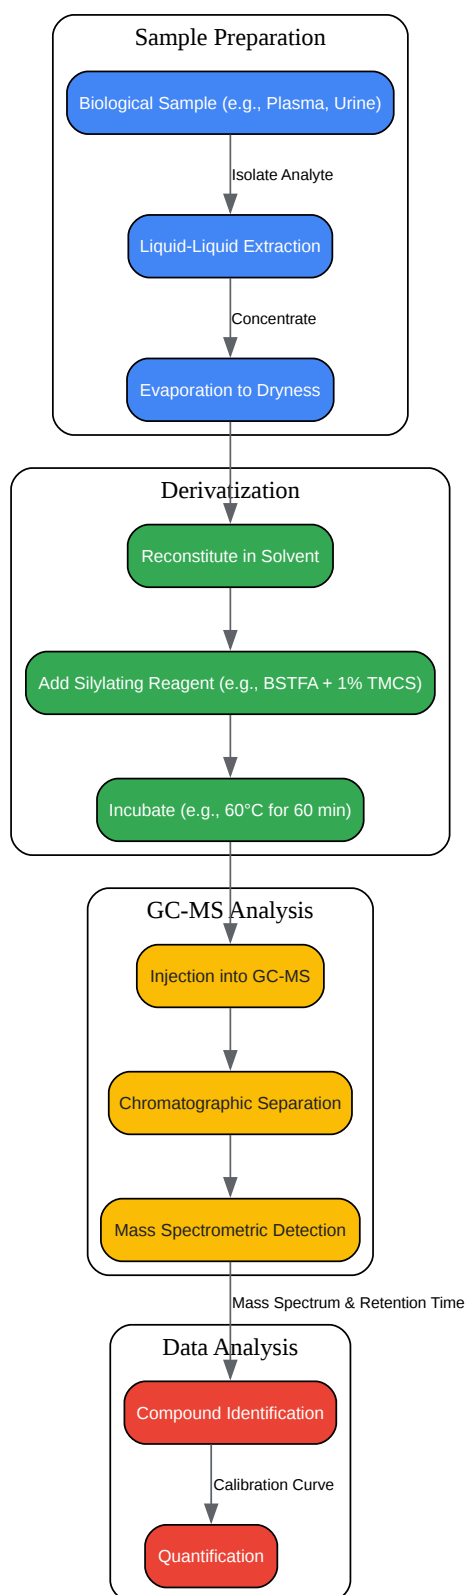 Sample Preparation
Biological Sample (e.g., Plasma, Urine)
Isolate Analyte
Liquid-Liquid Extraction
Concentrate
Evaporation to Dryness
Derivatization
Reconstitute in Solvent
Add Silylating Reagent (e.g., BSTFA + 1% TMCS)
Incubate (e.g., 60°C for 60 min)
GC-MS Analysis
Injection into GC-MS
Chromatographic Separation
Mass Spectrometric Detection
Mass Spectrum & Retention Time
Data Analysis
Compound Identification
Calibration Curve
Quantification